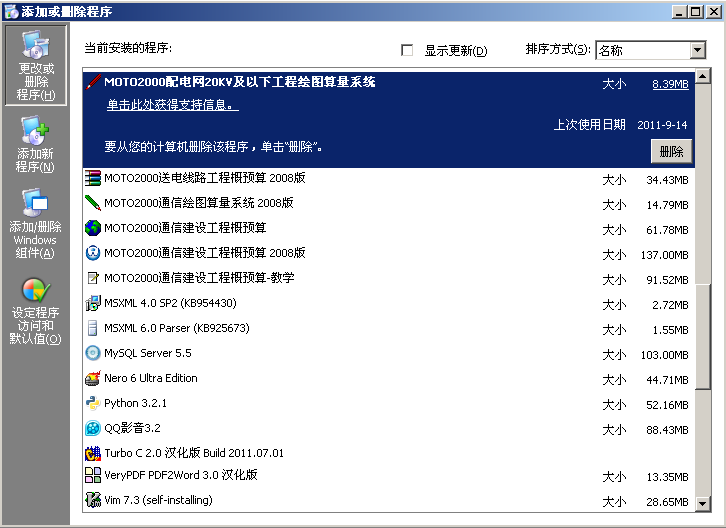 添加或删除程序
更改或
删除
程序(H)
添加新
程序(N)
添加/删除
Windows
组件(A)
设定程序
访问和
默认值(O)
当前安装的程序:
显示更新(D)
排序方式(S):
名称
MOTO2000配电网20KV及以下工程绘图算量系统
大小
8.39MB
单击此处获得支持信息。
上次使用日期
2011-9-14
要从您的计算机删除该程序，单击“删除”。
删除
MOTO2000送电线路工程概预算 2008版 大小 34.43MB
MOTO2000通信绘图算量系统 2008版 大小 14.79MB
MOTO2000通信建设工程概预算 大小 61.78MB
MOTO2000通信建设工程概预算 2008版 大小 137.00MB
MOTO2000通信建设工程概预算-教学 大小 91.52MB
MSXML 4.0 SP2 (KB954430) 大小 2.72MB
MSXML 6.0 Parser (KB925673) 大小 1.55MB
MySQL Server 5.5 大小 103.00MB
Nero 6 Ultra Edition 大小 44.71MB
Python 3.2.1 大小 52.16MB
QQ影音3.2 大小 88.43MB
Turbo C 2.0 汉化版 Build 2011.07.01
VeryPDF PDF2Word 3.0 汉化版 大小 13.35MB
Vim 7.3 (self-installing) 大小 28.65MB